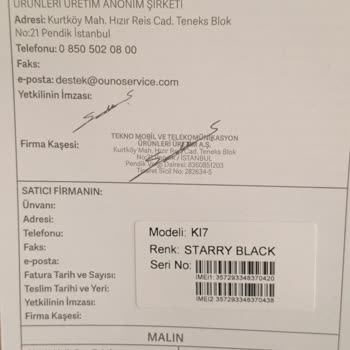 ÜRÜNLERİ ÜRETİM ANONİM ŞİRKETİ
Adresi: Kurtköy Mah. Hızır Reis Cad. Teneks Blok
No:21 Pendik İstanbul
Telefonu: 0 850 502 08 00
Faks:
e-posta: destek@ounoservice.com
Yetkilinin İmzası:
Firma Kaşesi:
TEKNO MOBİL VE TELEKOMÜNİKASYON
ÜRÜNLERİ ÜRETİM A.Ş.
Kurtköy Mah. Hızır Reis Cad. Teneks Blok
No:21 Pendik / İSTANBUL
Pendik V.D. 8360851203
Ticaret Sicil No: 282634-5
SATICI FİRMANIN:
Ünvanı:
Adresi:
Telefonu:
Faks:
e-posta:
Fatura Tarih ve Sayısı:
Teslim Tarihi ve Yeri:
Yetkilinin İmzası:
Firma Kaşesi:
Modeli: KI7
Renk: STARRY BLACK
Seri No:
IMEI1: 357293348370420
IMEI2: 357293348370438
MALIN